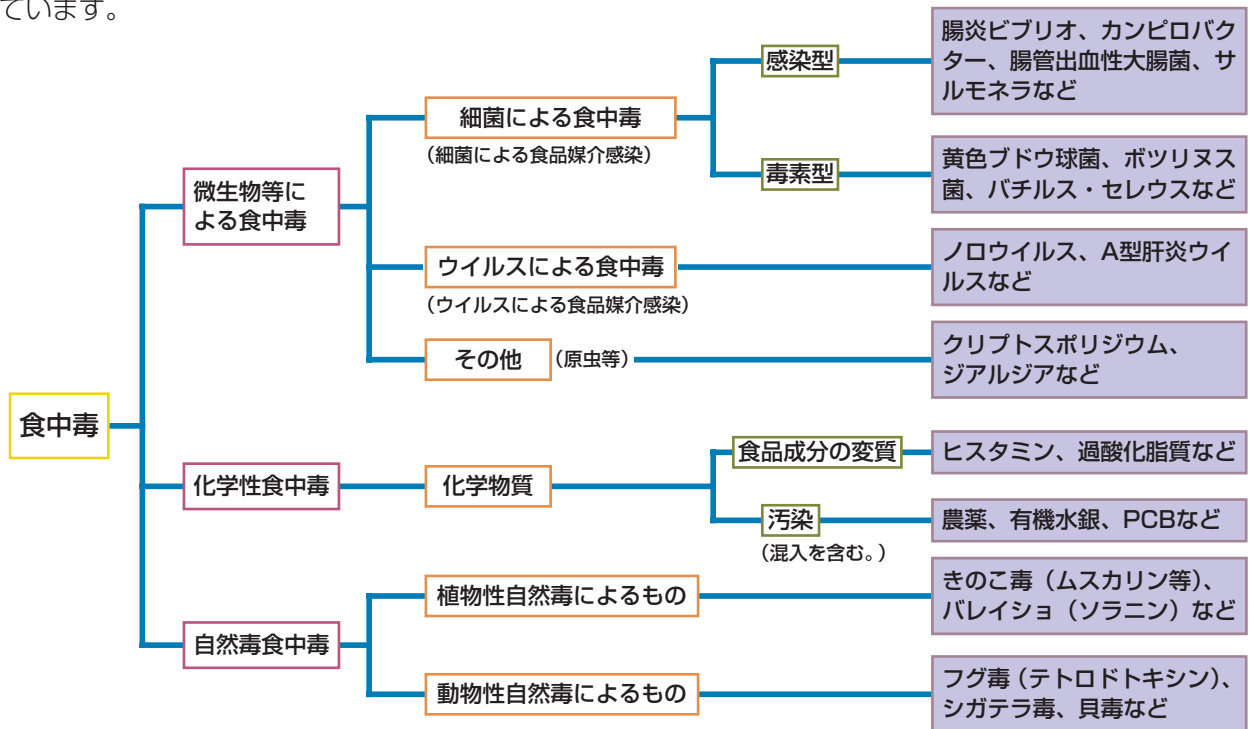 ています。
食中毒
微生物等に
よる食中毒
細菌による食中毒
（細菌による食品媒介感染）
感染型
腸炎ビブリオ、カンピロバク
ター、腸管出血性大腸菌、サ
ルモネラなど
毒素型
黄色ブドウ球菌、ボツリヌス
菌、バチルス・セレウスなど
ウイルスによる食中毒
（ウイルスによる食品媒介感染）
ノロウイルス、A型肝炎ウイ
ルスなど
その他 （原虫等）
クリプトスポリジウム、
ジアルジアなど
化学性食中毒
化学物質
食品成分の変質
ヒスタミン、過酸化脂質など
汚染
（混入を含む。）
農薬、有機水銀、PCBなど
自然毒食中毒
植物性自然毒によるもの
きのこ毒（ムスカリン等）、
バレイショ（ソラニン）など
動物性自然毒によるもの
フグ毒（テトロドトキシン）、
シガテラ毒、貝毒など